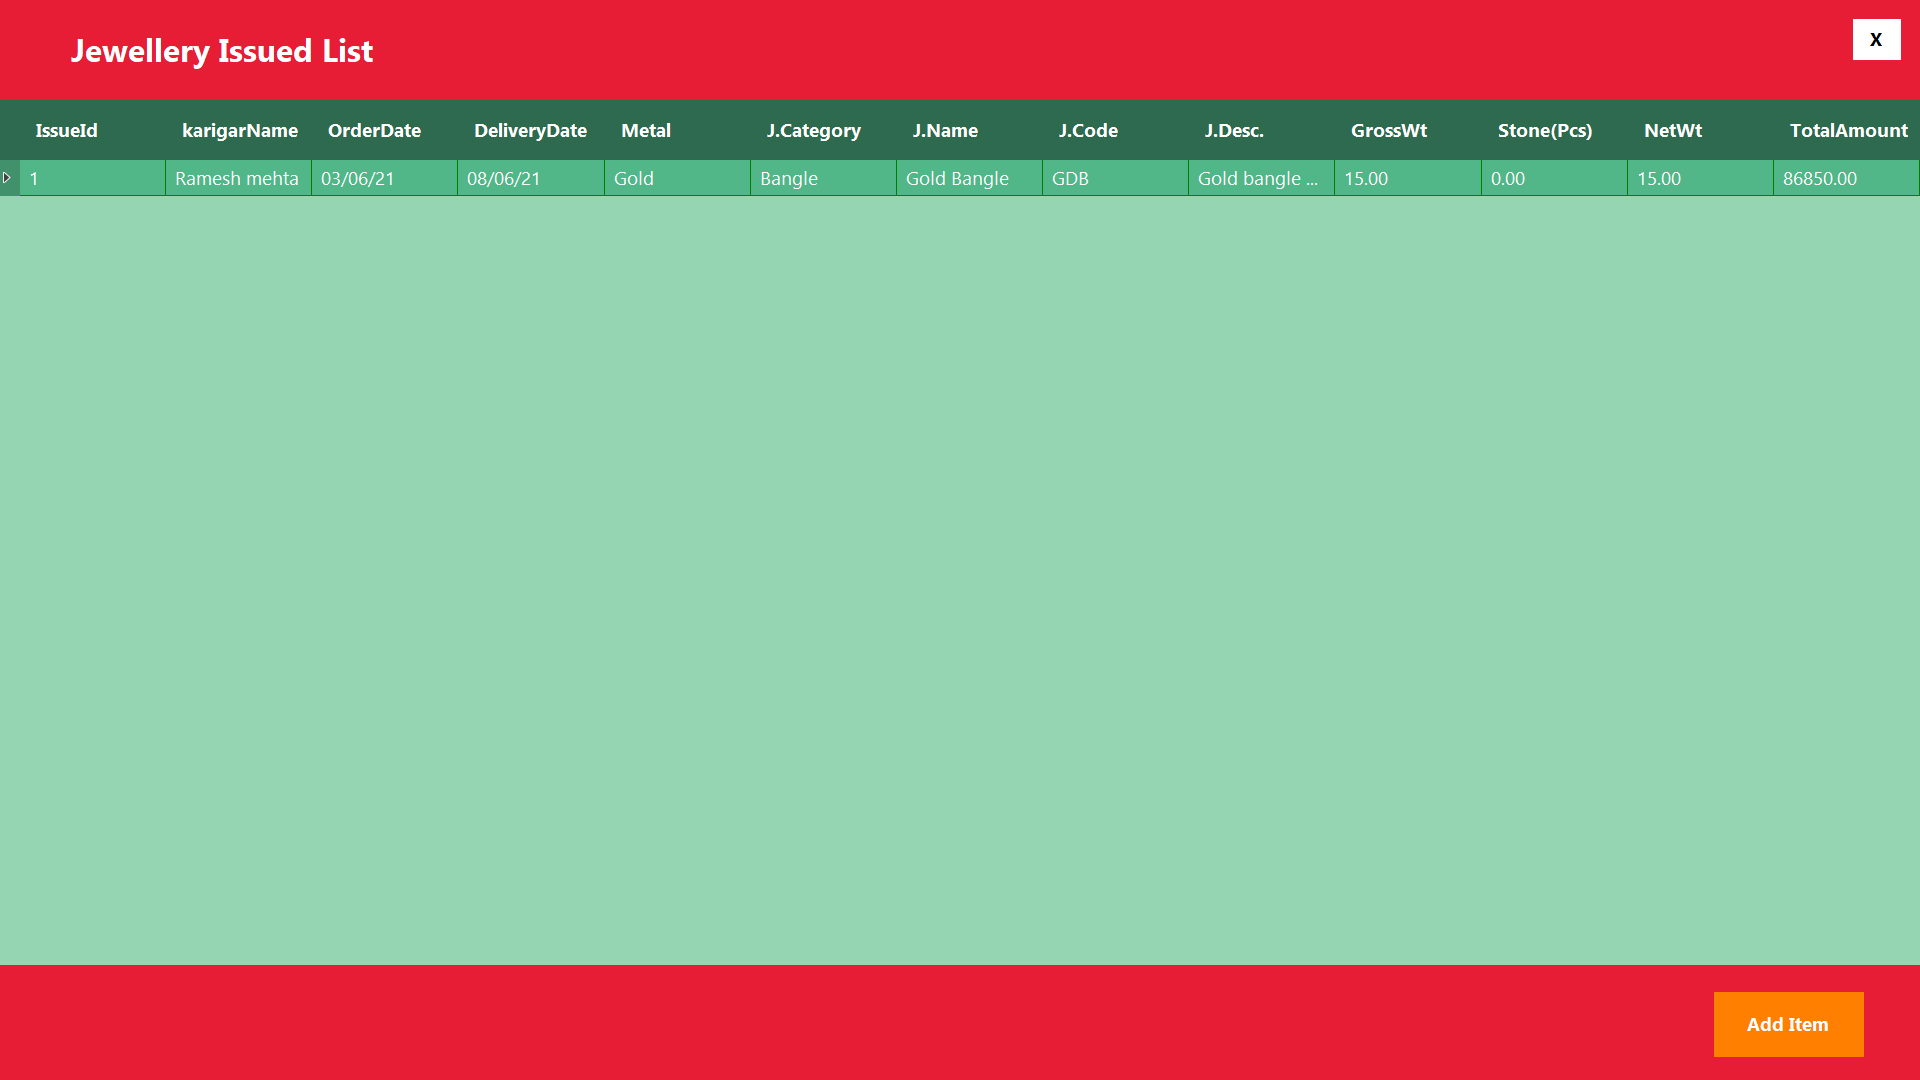 Jewellery Issued List
X
IssueId karigarName OrderDate DeliveryDate Metal J.Category J.Name J.Code J.Desc. GrossWt Stone(Pcs) NetWt TotalAmount
1 Ramesh mehta 03/06/21 08/06/21 Gold Bangle Gold Bangle GDB Gold bangle ... 15.00 0.00 15.00 86850.00
Add Item